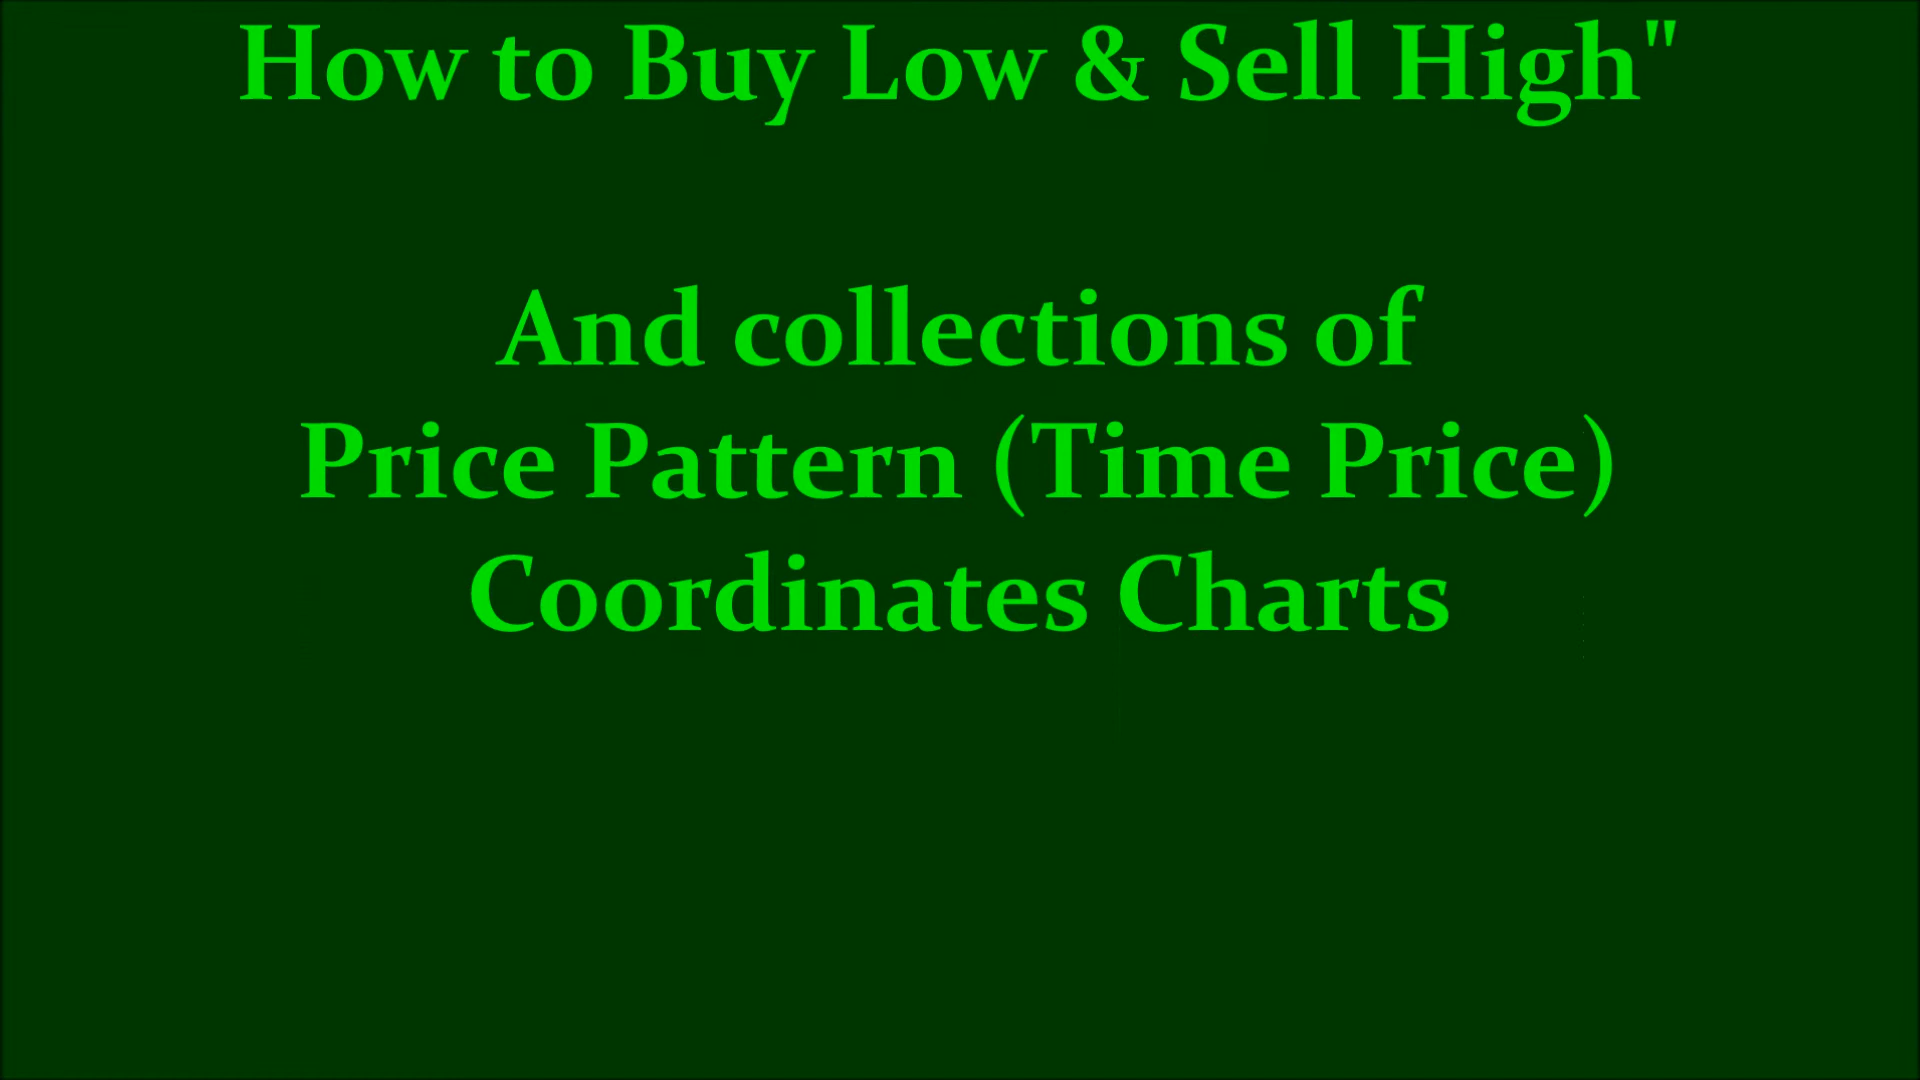 How to Buy Low & Sell High"
And collections of
Price Pattern (Time Price)
Coordinates Charts